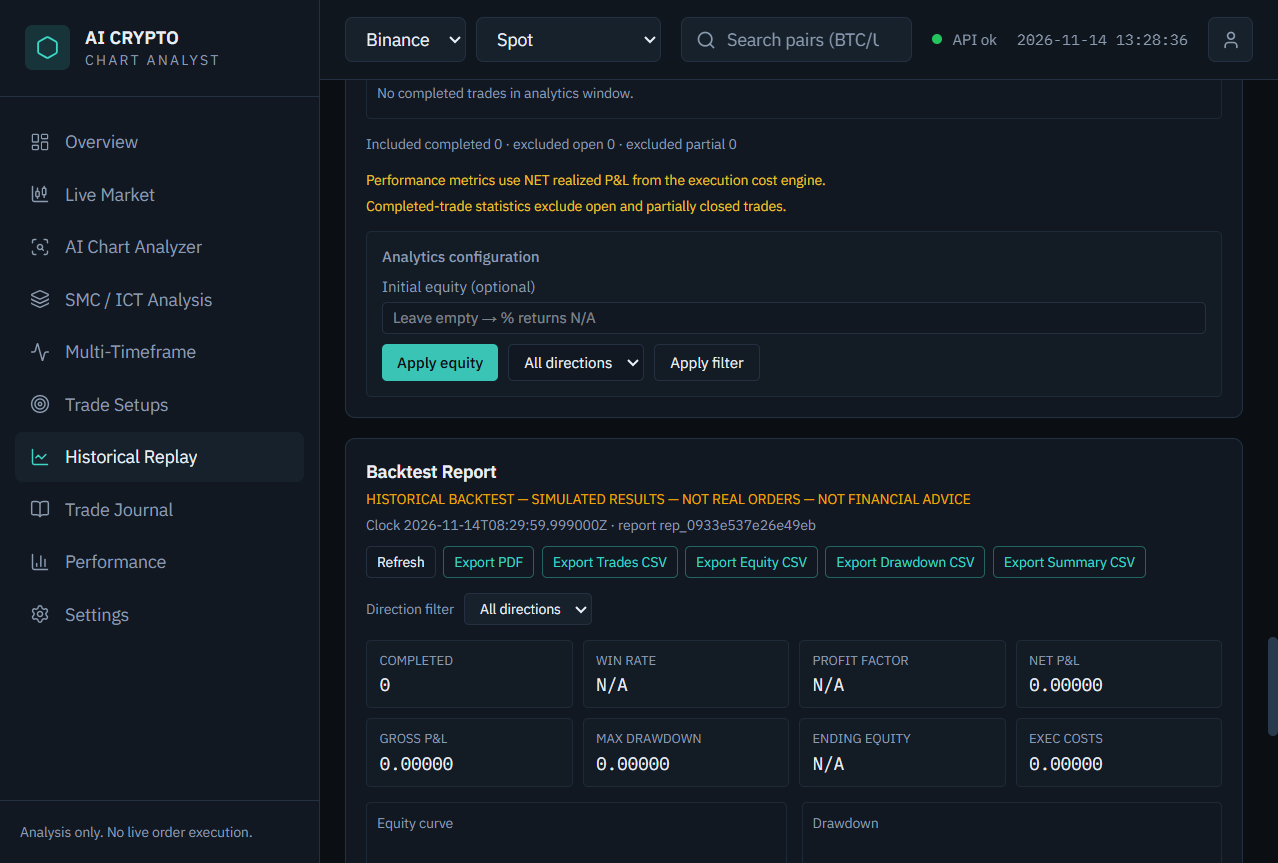 AI CRYPTO
CHART ANALYST
Overview
Live Market
AI Chart Analyzer
SMC / ICT Analysis
Multi-Timeframe
Trade Setups
Historical Replay
Trade Journal
Performance
Settings
Analysis only. No live order execution.
Binance
Spot
Search pairs (BTC/U
API ok
2026-11-14 13:28:36
No completed trades in analytics window.
Included completed 0 · excluded open 0 · excluded partial 0
Performance metrics use NET realized P&L from the execution cost engine.
Completed-trade statistics exclude open and partially closed trades.
Analytics configuration
Initial equity (optional)
Leave empty → % returns N/A
Apply equity
All directions
Apply filter
Backtest Report
HISTORICAL BACKTEST — SIMULATED RESULTS — NOT REAL ORDERS — NOT FINANCIAL ADVICE
Clock 2026-11-14T08:29:59.999000Z · report rep_0933e537e26e49eb
Refresh
Export PDF
Export Trades CSV
Export Equity CSV
Export Drawdown CSV
Export Summary CSV
Direction filter
All directions
COMPLETED
0
WIN RATE
N/A
PROFIT FACTOR
N/A
NET P&L
0.00000
GROSS P&L
0.00000
MAX DRAWDOWN
0.00000
ENDING EQUITY
N/A
EXEC COSTS
0.00000
Equity curve
Drawdown